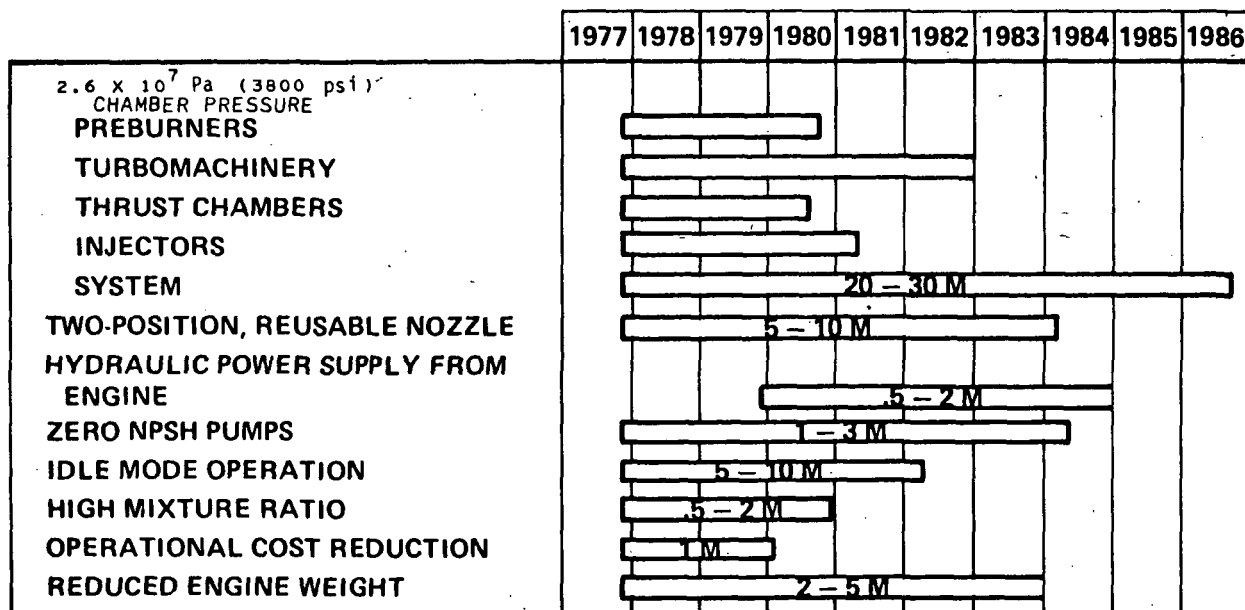 1977 1978 1979 1980 1981 1982 1983 1984 1985 1986
2.6 X 10⁷ Pa (3800 psi)
CHAMBER PRESSURE
PREBURNERS
TURBOMACHINERY
THRUST CHAMBERS
INJECTORS
SYSTEM 20 – 30 M
TWO-POSITION, REUSABLE NOZZLE 5 – 10 M
HYDRAULIC POWER SUPPLY FROM
ENGINE .5 – 2 M
ZERO NPSH PUMPS 1 – 3 M
IDLE MODE OPERATION 5 – 10 M
HIGH MIXTURE RATIO .5 – 2 M
OPERATIONAL COST REDUCTION 1 M
REDUCED ENGINE WEIGHT 2 – 5 M